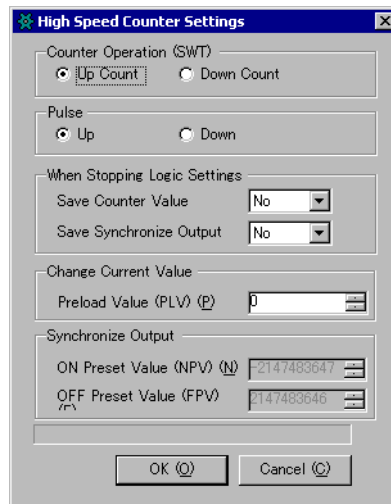 High Speed Counter Settings
Counter Operation (SWT)
Up Count Down Count
Pulse
Up Down
When Stopping Logic Settings
Save Counter Value No
Save Synchronize Output No
Change Current Value
Preload Value (PLV) (P) 0
Synchronize Output
ON Preset Value (NPV) (N) -2147483647
OFF Preset Value (FPV) 2147483646
OK (O) Cancel (C)